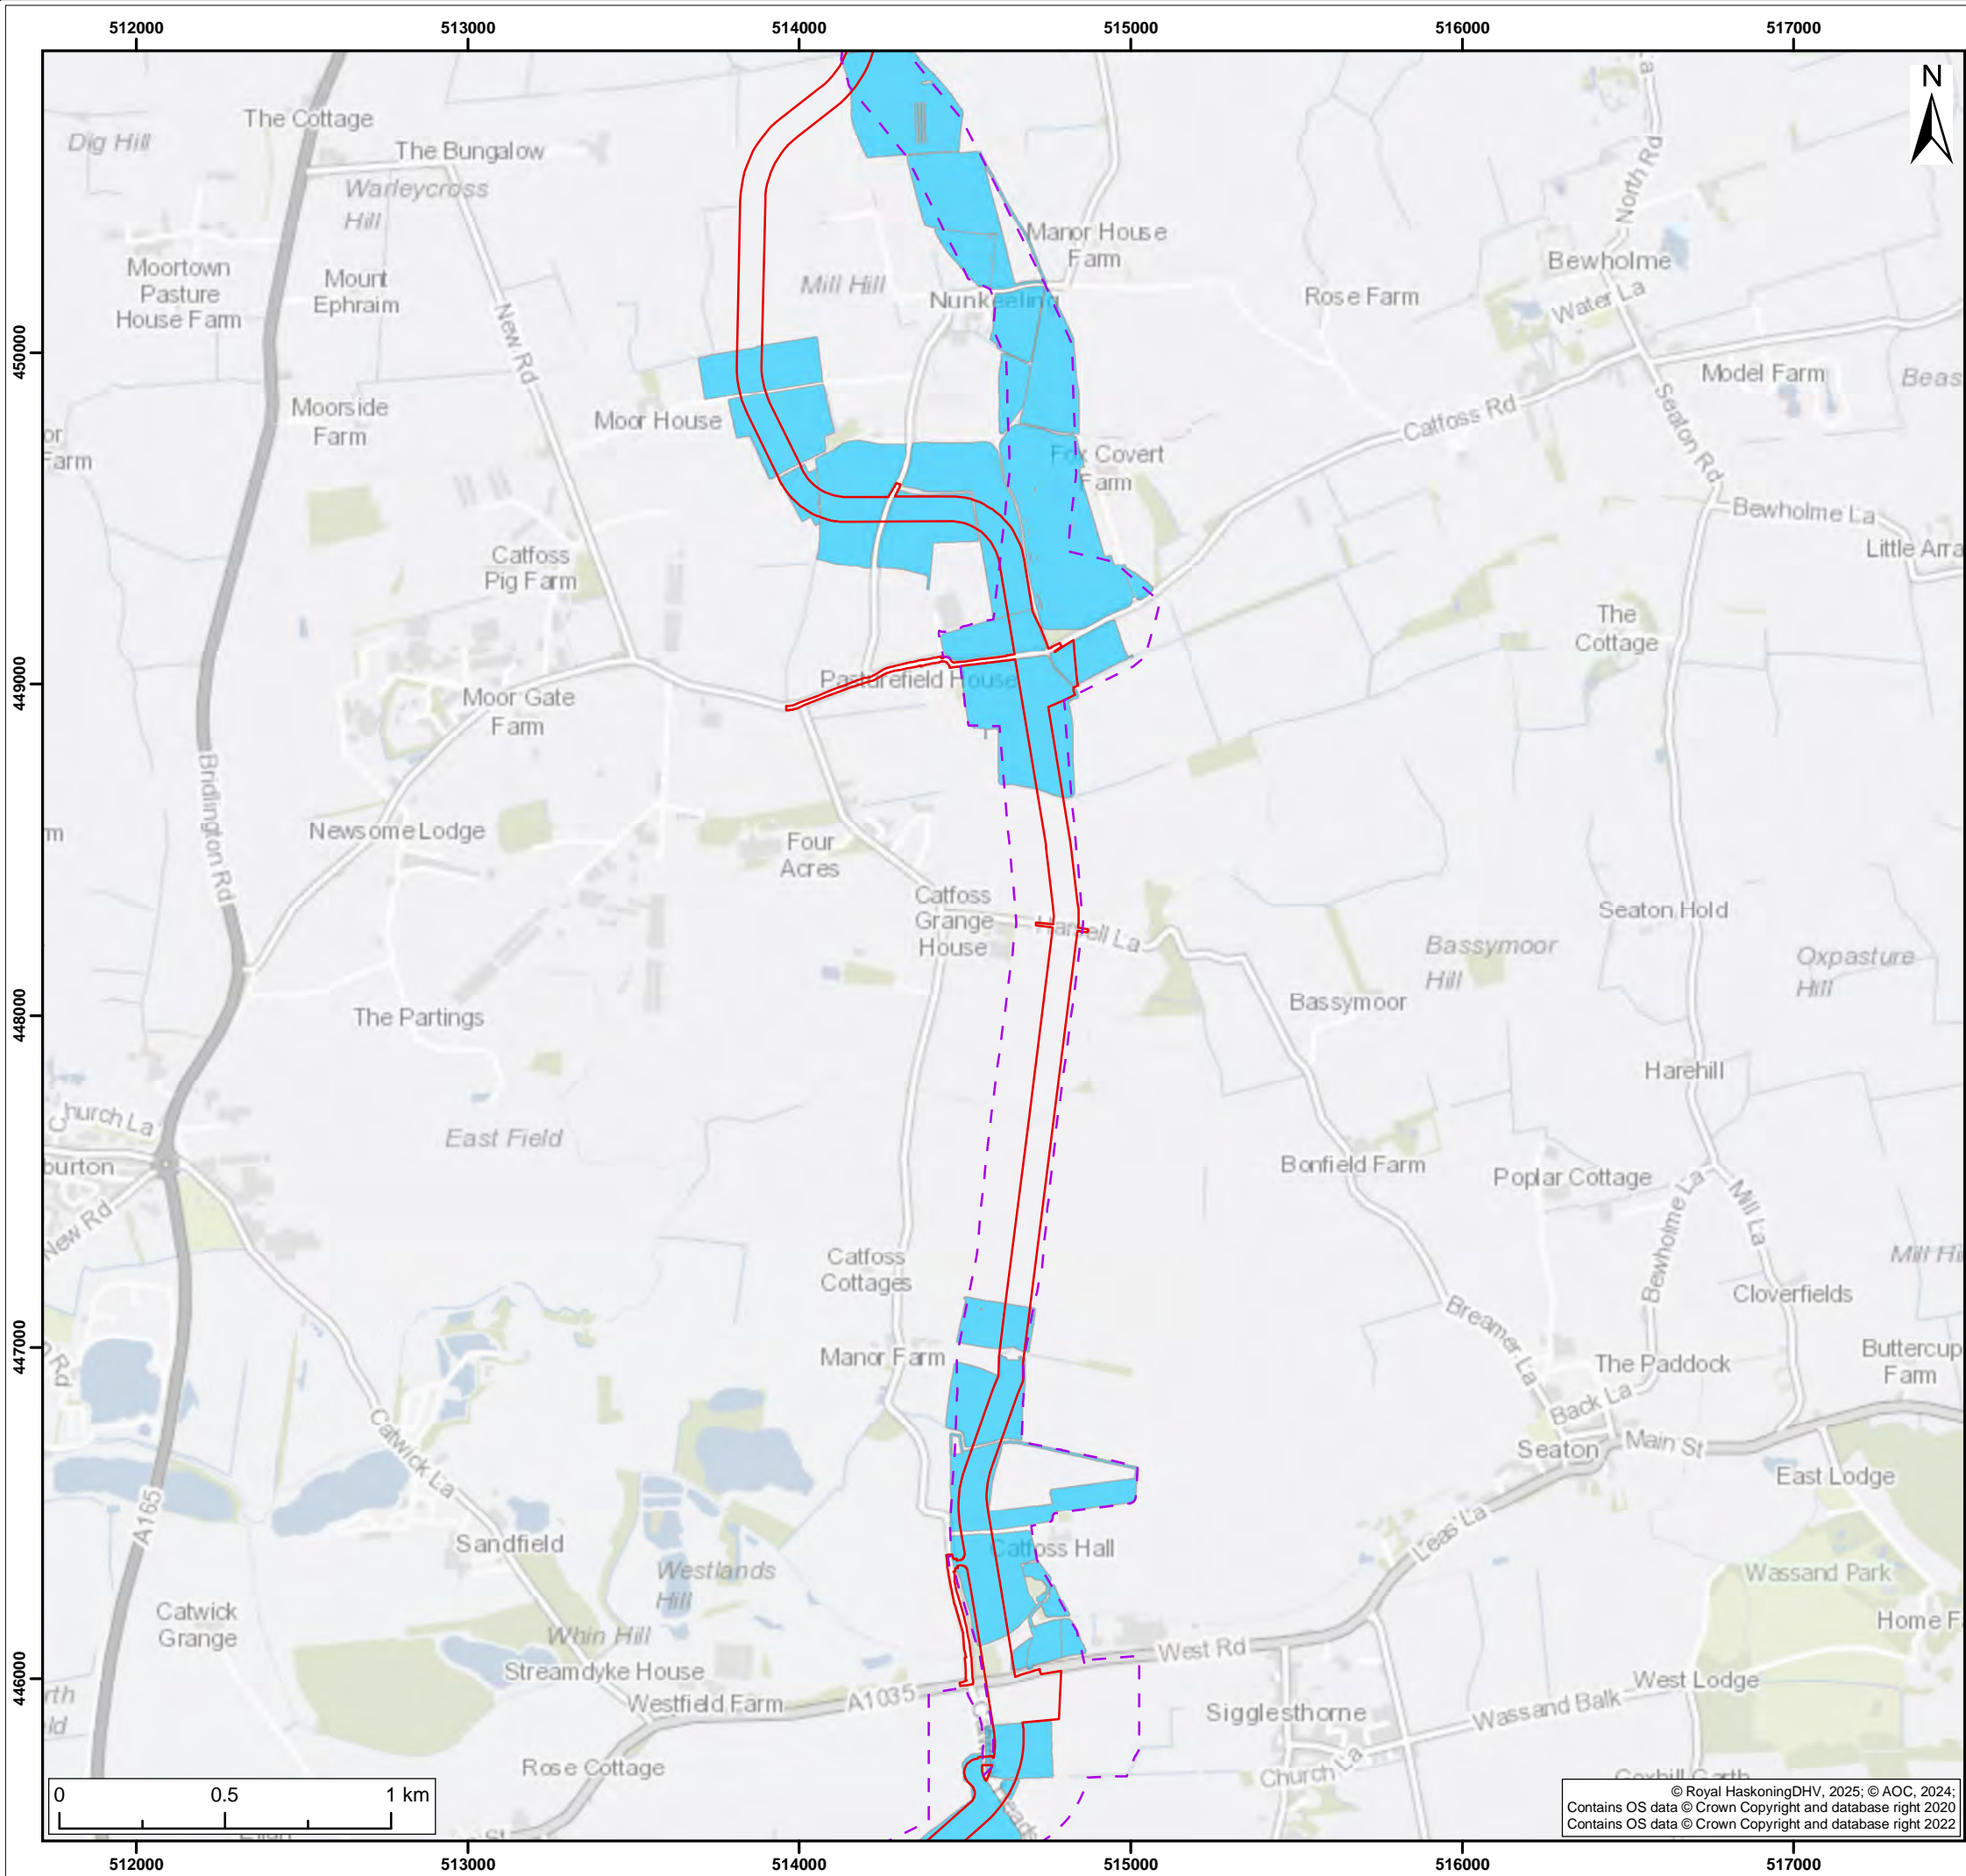 512000
513000
514000
515000
516000
517000
N
The Cottage
Dig Hill
The Bungalow
Warleycross
Hill
North Rd
Moortown
Pasture
House Farm
Mount
Ephraim
Manor House
Farm
Mill Hill
Nunkeeling
Rose Farm
Bewholme
Water La
New Rd
450000
Model Farm
Beas
Moorside
Farm
Moor House
Catfoss Rd
Seaton Rd
or
Farm
Fox Covert
Farm
Bewholme La
Little Arra
Catfoss
Pig Farm
The
Cottage
449000
Pasturefield House
Moor Gate
Farm
Bridlington Rd
Newsome Lodge
Four
Acres
m
Catfoss
Grange
House
Seaton Hold
Bassymoor
Hill
Oxpasture
Hill
448000
The Partings
Bassymoor
Harehill
Church La
East Field
burton
Bonfield Farm
Poplar Cottage
New Rd
Mill La
Bewholme La
Catfoss
Cottages
Mill Hi
Cloverfields
Breamer La
447000
Manor Farm
The Paddock
Buttercup
Farm
Back La
Catwick La
Seaton
Main St
East Lodge
A165
Leas La
Sandfield
Catfoss Hall
Westlands
Hill
Wassand Park
Catwick
Grange
Home F
Whin Hill
West Rd
446000
Streamdyke House
West Lodge
Westfield Farm
A1035
Sigglesthorne
Wassand Balk
Rose Cottage
Church La
0
0.5
1 km
© Royal HaskoningDHV, 2025; © AOC, 2024;
Contains OS data © Crown Copyright and database right 2020
Contains OS data © Crown Copyright and database right 2022
512000
513000
514000
515000
516000
517000